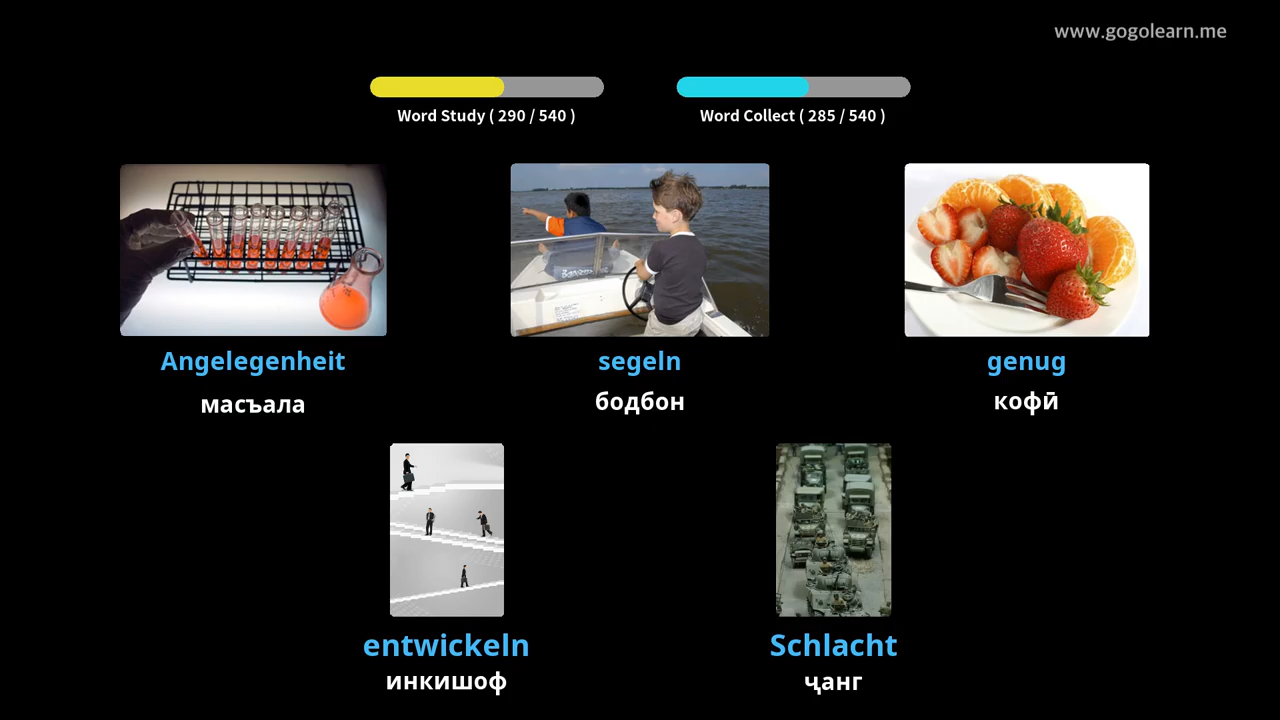 www.gogolearn.me
Word Study ( 290 / 540 )
Word Collect ( 285 / 540 )
Angelegenheit
segeln
genug
масъала
бодбон
кофӣ
entwickeln
Schlacht
инкишоф
ҷанг